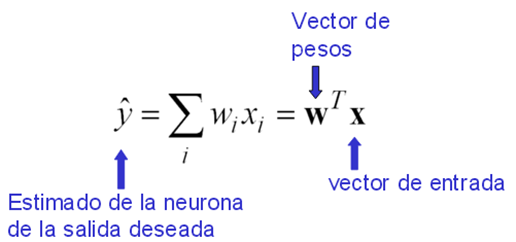 Vector de
pesos
ŷ = ∑ᵢ wᵢxᵢ = 𝐰ᵀ𝐱
vector de entrada
Estimado de la neurona
de la salida deseada